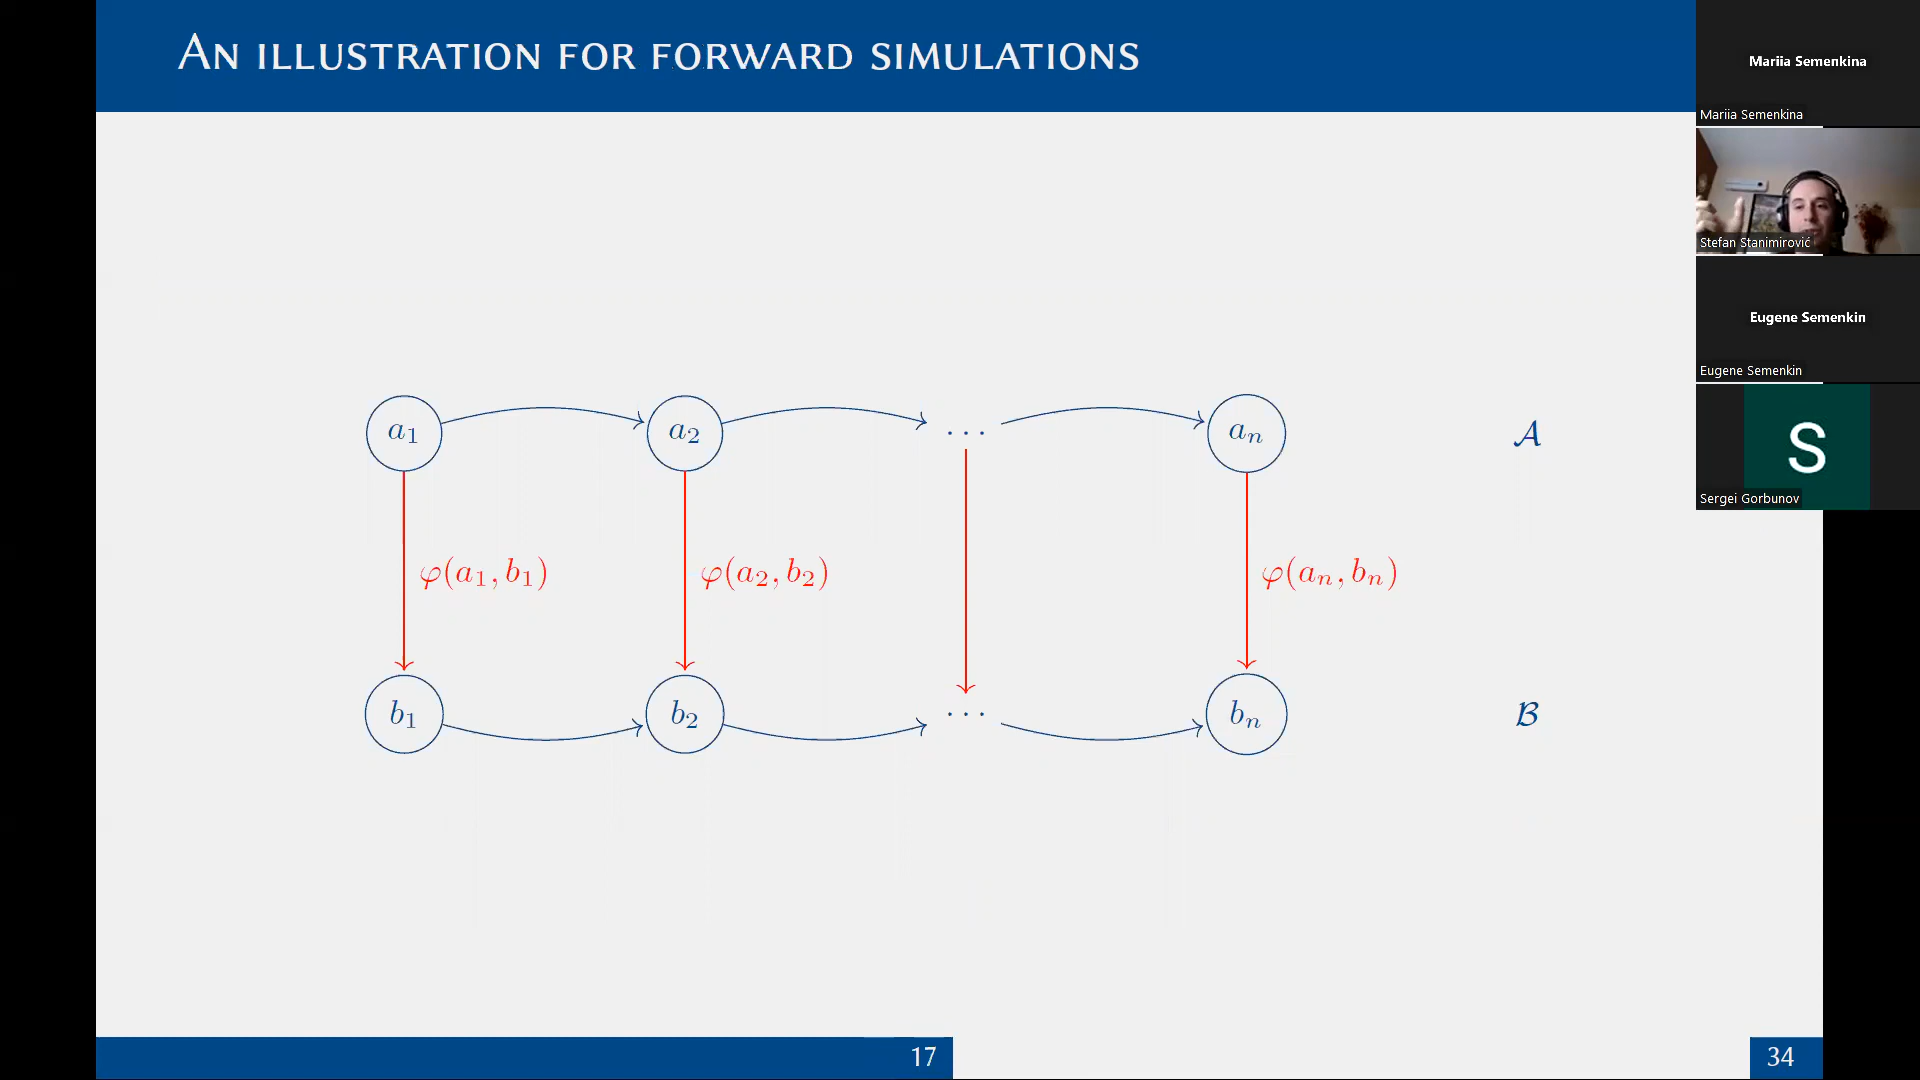 An illustration for forward simulations
a₁ a₂ ··· aₙ 𝒜
φ(a₁, b₁) φ(a₂, b₂) φ(aₙ, bₙ)
b₁ b₂ ··· bₙ ℬ
17
34
Mariia Semenkina
Mariia Semenkina
Stefan Stanimirović
Eugene Semenkin
Eugene Semenkin
S
Sergei Gorbunov